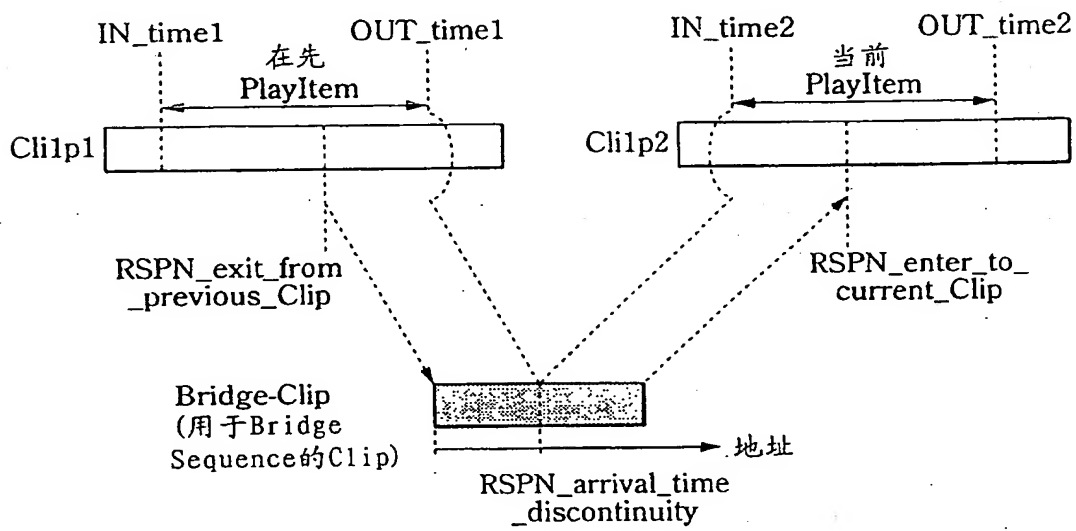 IN_time1
OUT_time1
IN_time2
OUT_time2
在先
PlayItem
当前
PlayItem
Cli1p1
Cli1p2
RSPN_exit_from
_previous_Clip
RSPN_enter_to_
current_Clip
Bridge-Clip
(用于Bridge
Sequence的Clip)
地址
RSPN_arrival_time
_discontinuity